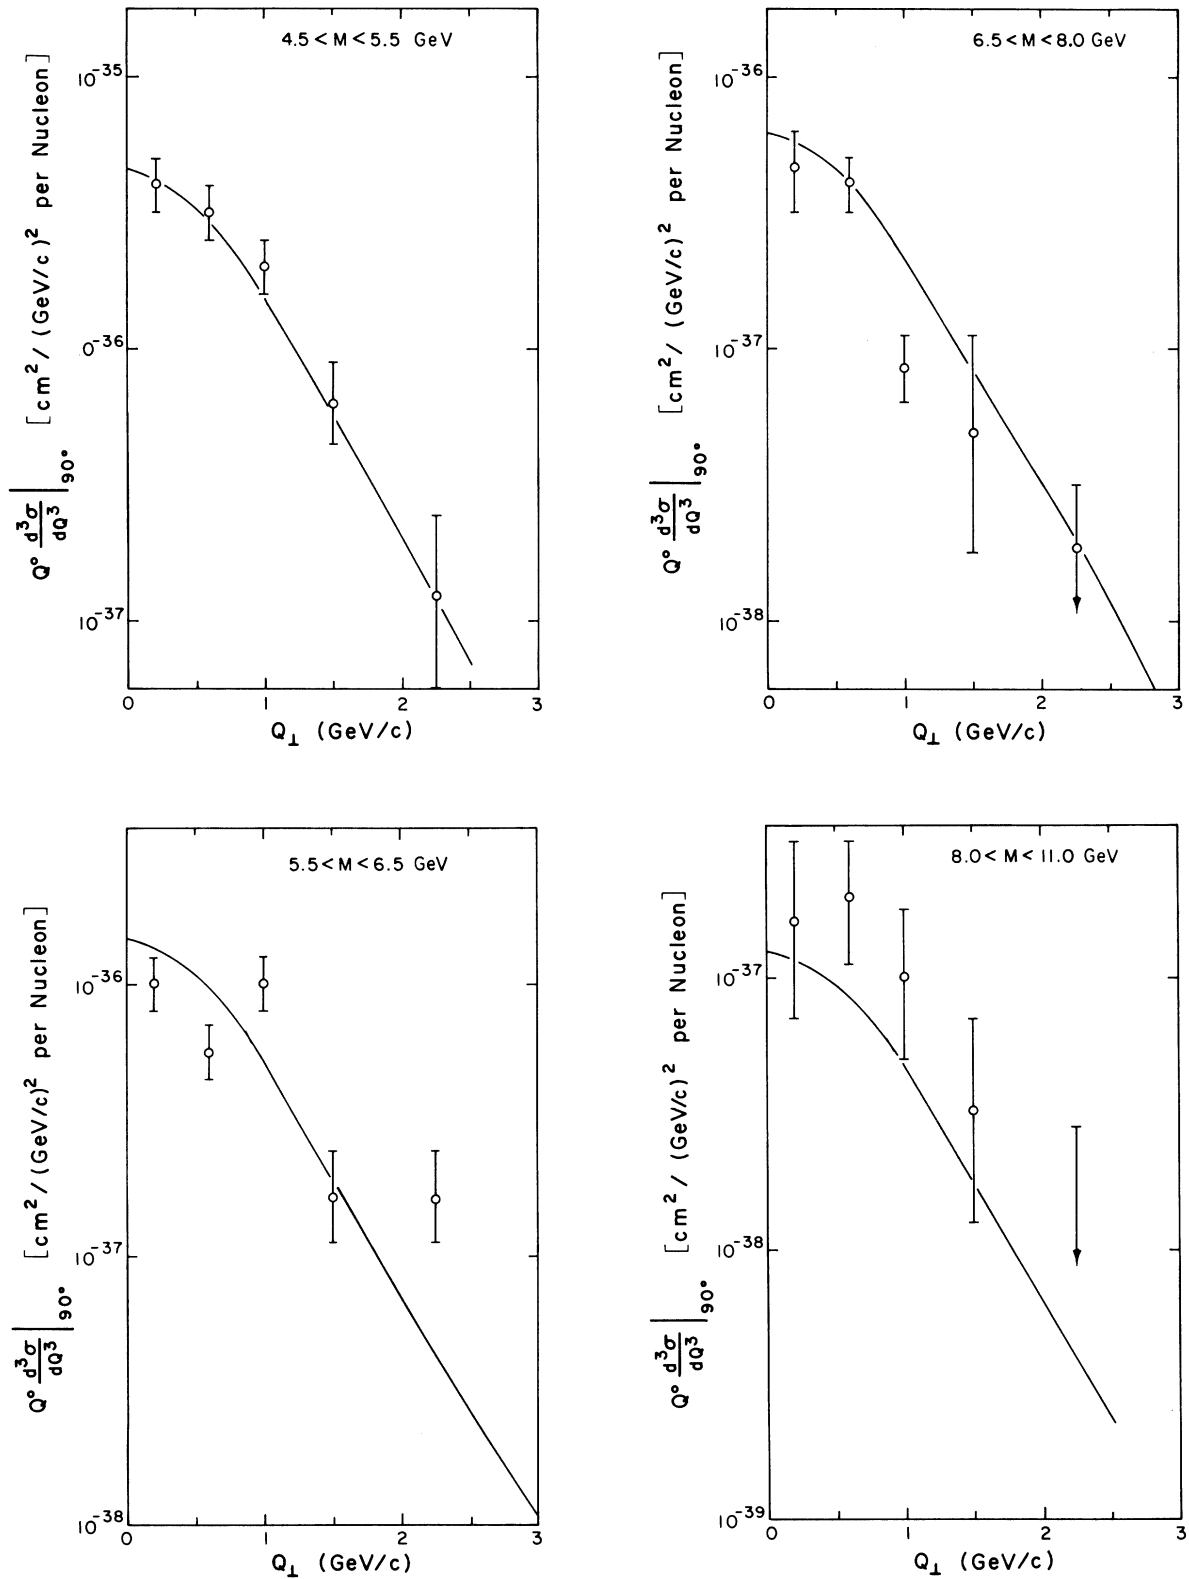 4.5 < M < 5.5 GeV
Q° d³σ/dQ³ |90° [cm²/(GeV/c)² per Nucleon]
10⁻³⁵
0⁻³⁶
10⁻³⁷
0 1 2 3
Q⊥ (GeV/c)
6.5 < M < 8.0 GeV
Q° d³σ/dQ³ |90° [cm²/(GeV/c)² per Nucleon]
10⁻³⁶
10⁻³⁷
10⁻³⁸
0 1 2 3
Q⊥ (GeV/c)
5.5 < M < 6.5 GeV
Q° d³σ/dQ³ |90° [cm²/(GeV/c)² per Nucleon]
10⁻³⁶
10⁻³⁷
10⁻³⁸
0 1 2 3
Q⊥ (GeV/c)
8.0 < M < 11.0 GeV
Q° d³σ/dQ³ |90° [cm²/(GeV/c)² per Nucleon]
10⁻³⁷
10⁻³⁸
10⁻³⁹
0 1 2 3
Q⊥ (GeV/c)